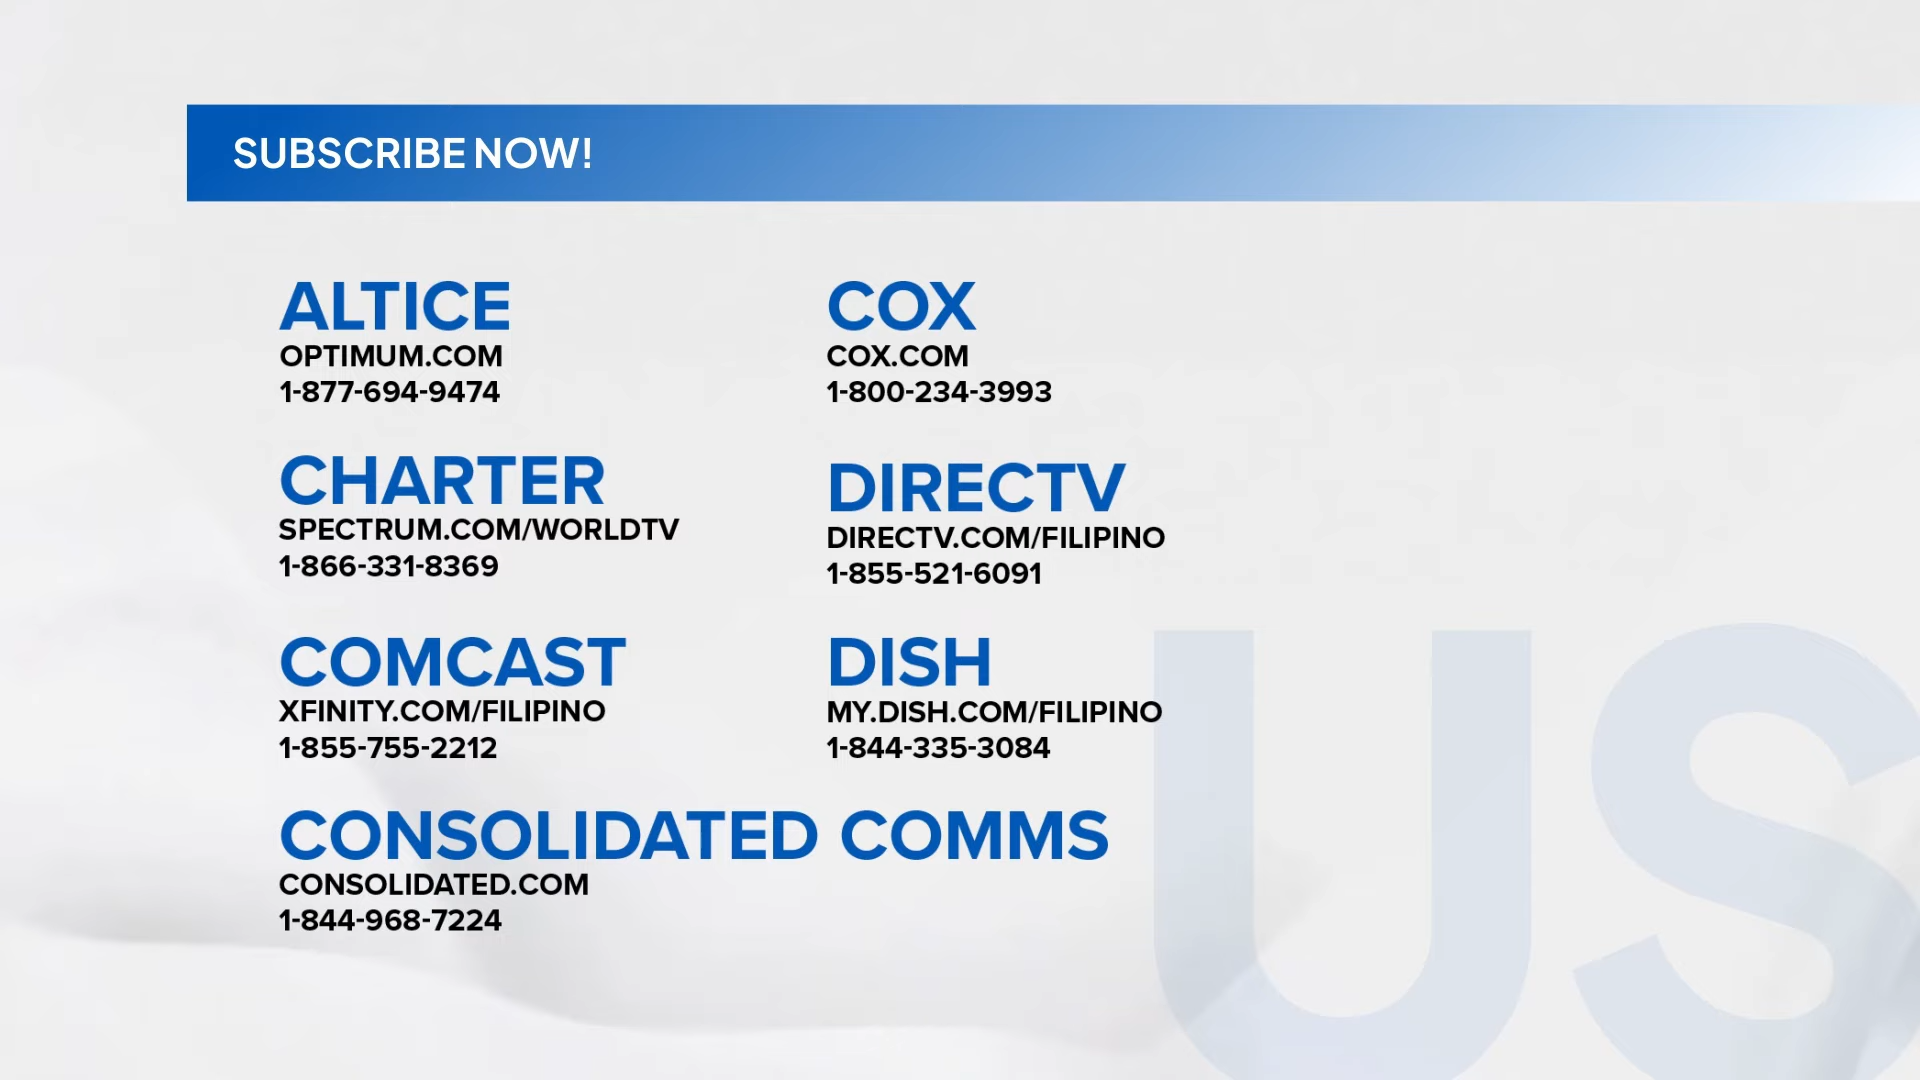 SUBSCRIBE NOW!
ALTICE
OPTIMUM.COM
1-877-694-9474
CHARTER
SPECTRUM.COM/WORLDTV
1-866-331-8369
COMCAST
XFINITY.COM/FILIPINO
1-855-755-2212
CONSOLIDATED COMMS
CONSOLIDATED.COM
1-844-968-7224
COX
COX.COM
1-800-234-3993
DIRECTV
DIRECTV.COM/FILIPINO
1-855-521-6091
DISH
MY.DISH.COM/FILIPINO
1-844-335-3084
US